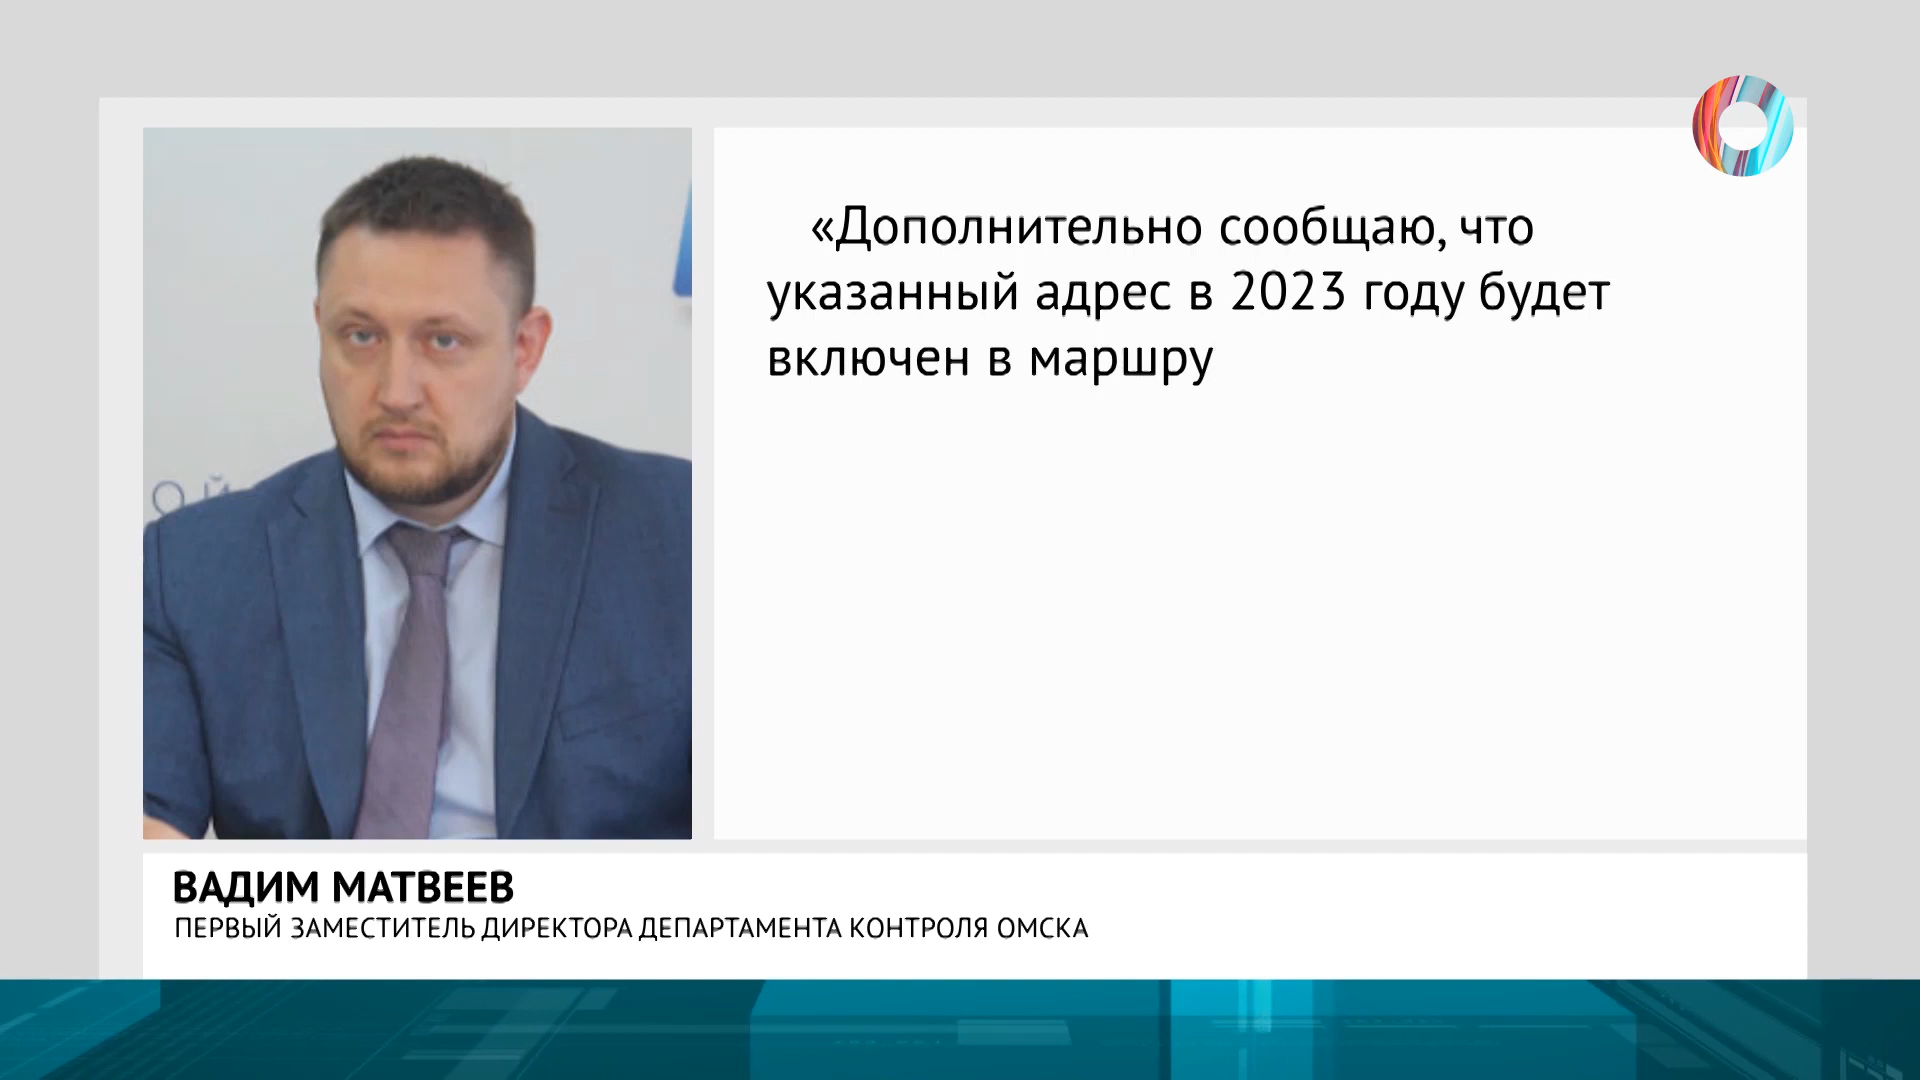 «Дополнительно сообщаю, что
указанный адрес в 2023 году будет
включен в маршру
ВАДИМ МАТВЕЕВ
ПЕРВЫЙ ЗАМЕСТИТЕЛЬ ДИРЕКТОРА ДЕПАРТАМЕНТА КОНТРОЛЯ ОМСКА